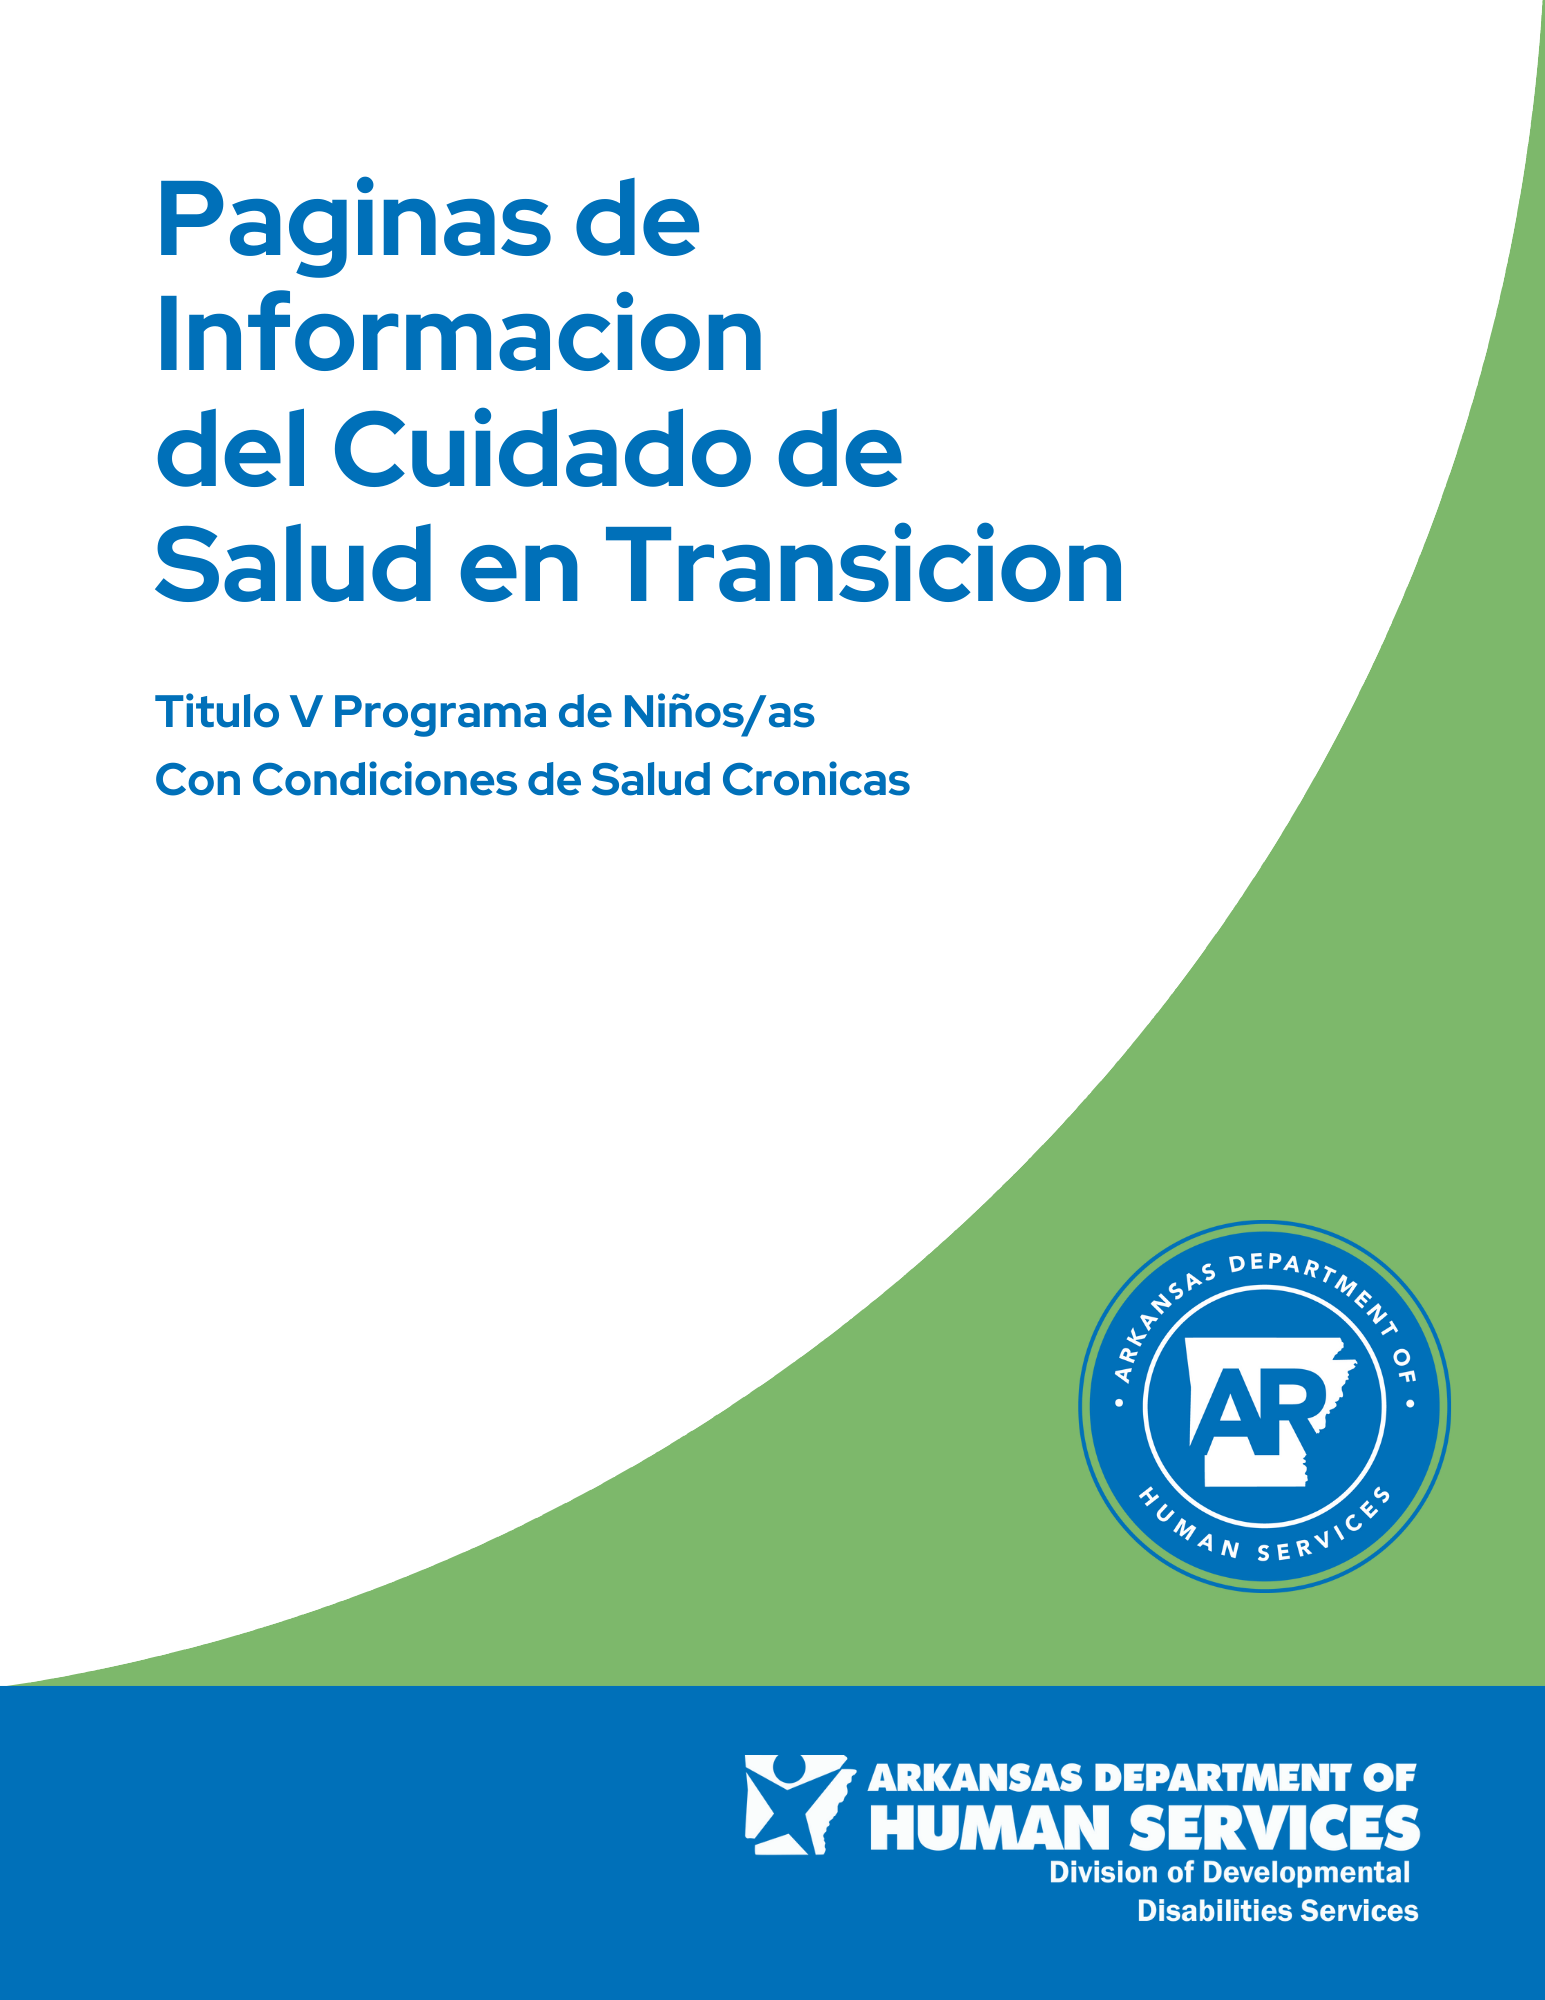 Paginas de
Informacion
del Cuidado de
Salud en Transicion
Titulo V Programa de Niños/as
Con Condiciones de Salud Cronicas
• ARKANSAS DEPARTMENT OF •
AR
HUMAN SERVICES
ARKANSAS DEPARTMENT OF
HUMAN SERVICES
Division of Developmental
Disabilities Services